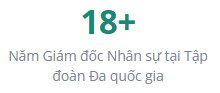 18+
Năm Giám đốc Nhân sự tại Tập
đoàn Đa quốc gia